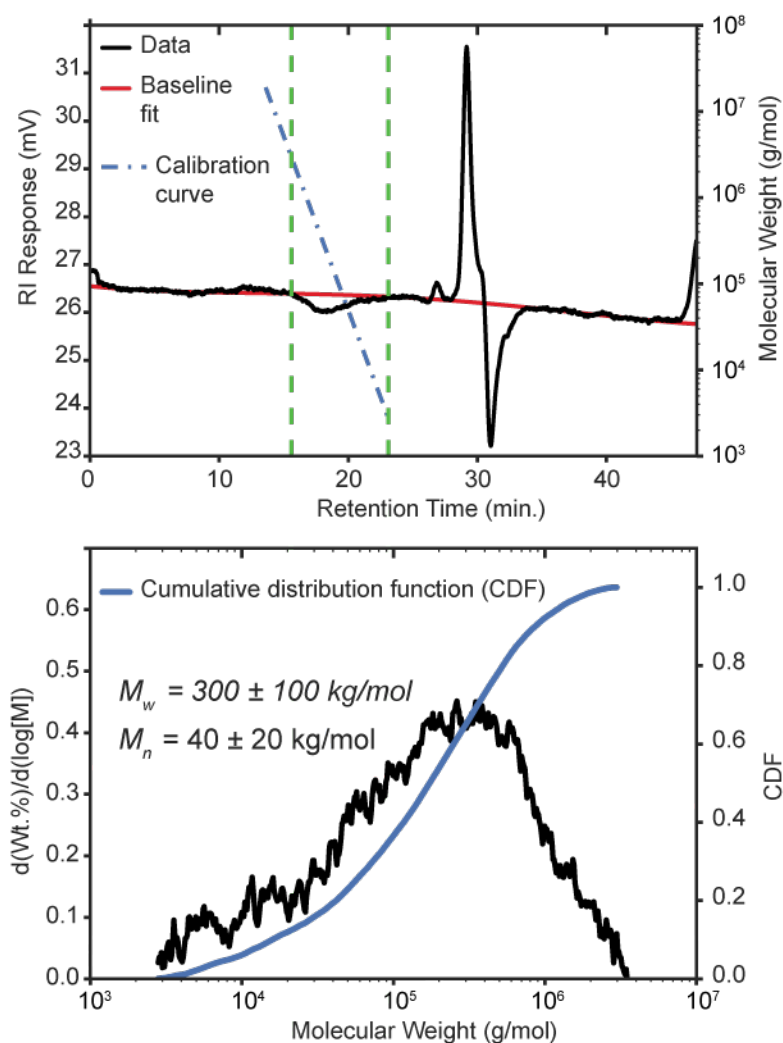 Data
Baseline
fit
Calibration
curve
RI Response (mV)
31
30
29
28
27
26
25
24
23
0
10
20
30
40
Retention Time (min.)
10⁸
10⁷
10⁶
10⁵
10⁴
10³
Molecular Weight (g/mol)
Cumulative distribution function (CDF)
M_w = 300 ± 100 kg/mol
M_n = 40 ± 20 kg/mol
d(Wt.%)/d(log[M])
0.6
0.5
0.4
0.3
0.2
0.1
0.0
10³
10⁴
10⁵
10⁶
10⁷
Molecular Weight (g/mol)
1.0
0.8
0.6
0.4
0.2
0.0
CDF